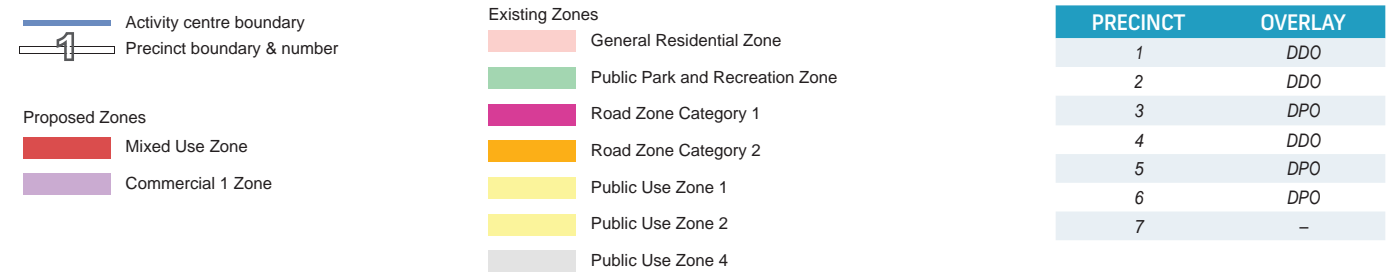 Activity centre boundary
1 Precinct boundary & number
Proposed Zones
Mixed Use Zone
Commercial 1 Zone
Existing Zones
General Residential Zone
Public Park and Recreation Zone
Road Zone Category 1
Road Zone Category 2
Public Use Zone 1
Public Use Zone 2
Public Use Zone 4
PRECINCT OVERLAY
1 DDO
2 DDO
3 DPO
4 DDO
5 DPO
6 DPO
7 –